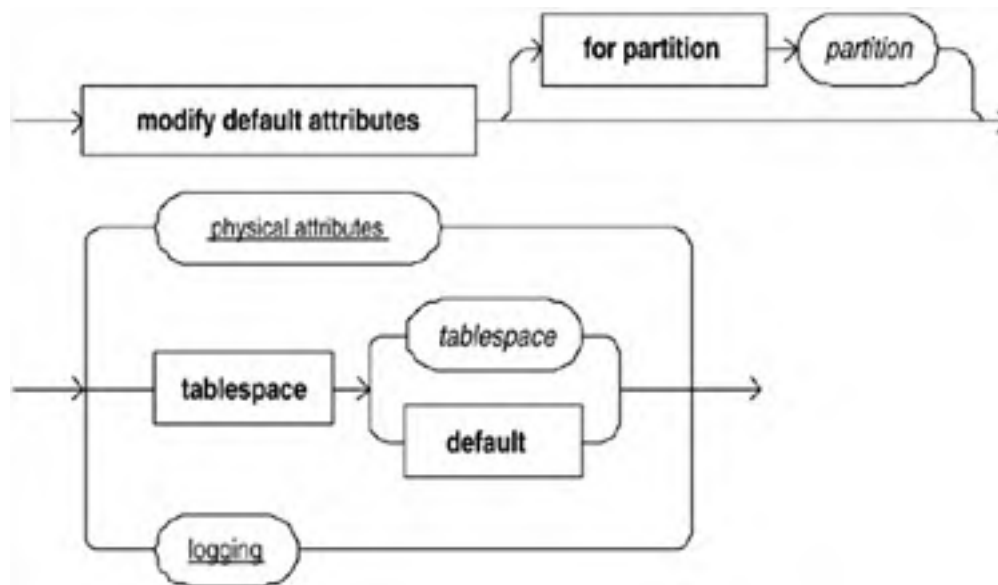 for partition partition
modify default attributes
physical attributes
tablespace
tablespace
default
logging